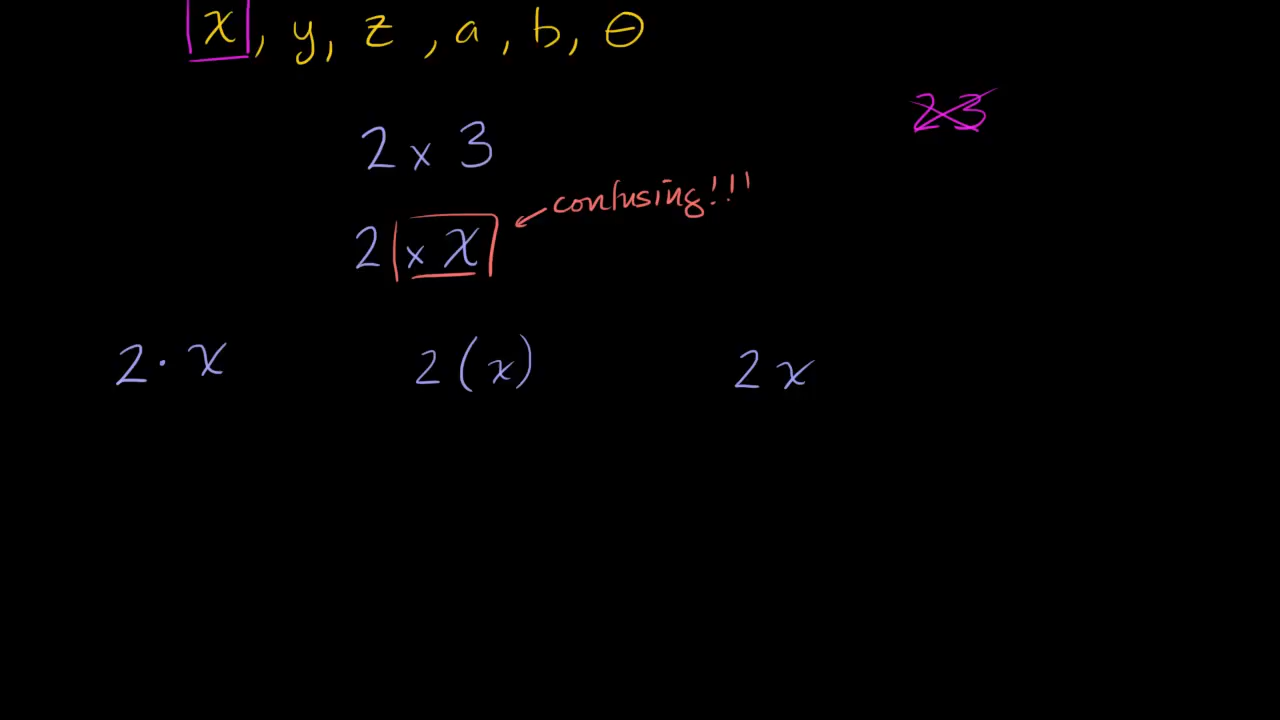 x, y, z, a, b, θ
23
2 × 3
confusing!!!
2 × x
2 · x 2 (x) 2x